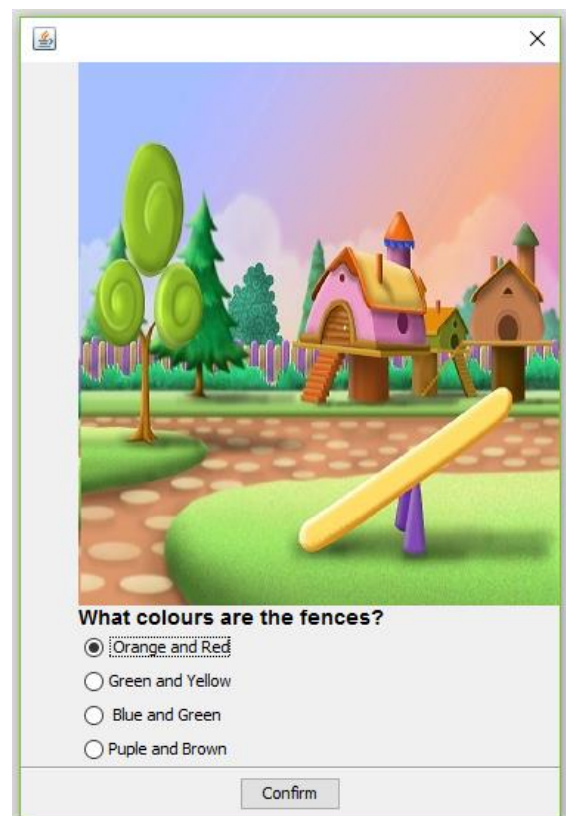 What colours are the fences?
Orange and Red
Green and Yellow
Blue and Green
Puple and Brown
Confirm